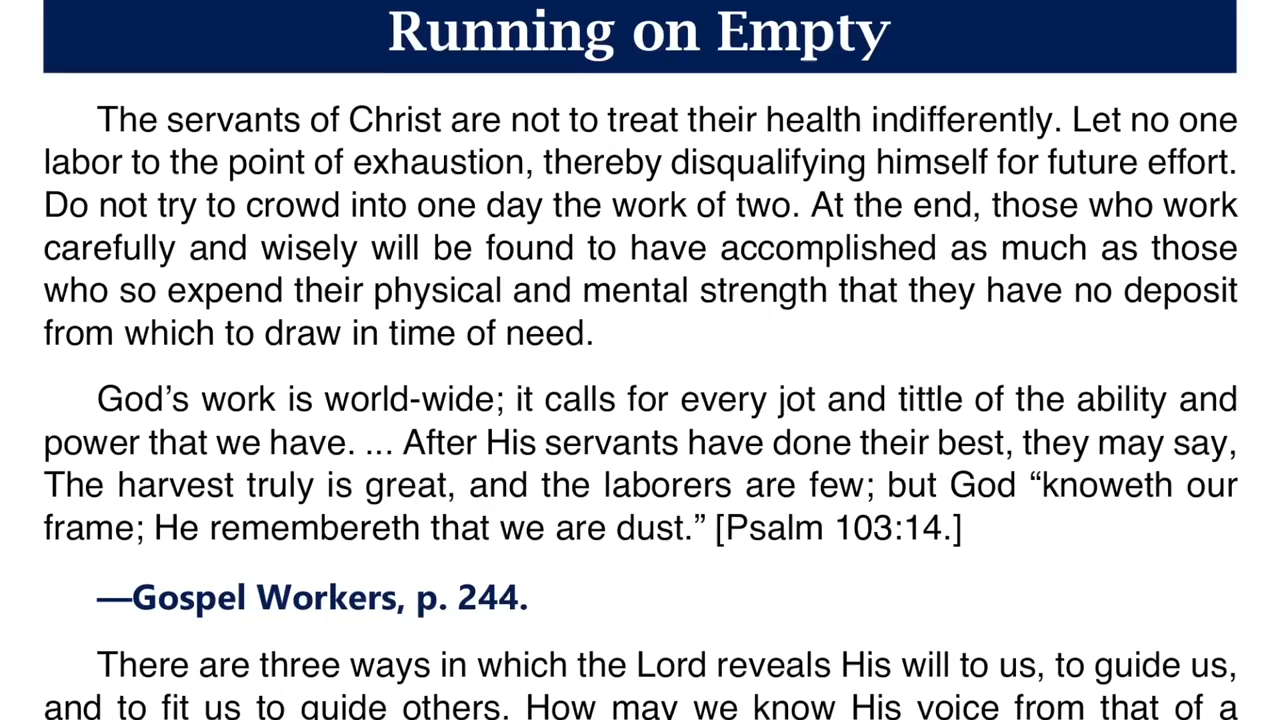 Running on Empty
The servants of Christ are not to treat their health indifferently. Let no one
labor to the point of exhaustion, thereby disqualifying himself for future effort.
Do not try to crowd into one day the work of two. At the end, those who work
carefully and wisely will be found to have accomplished as much as those
who so expend their physical and mental strength that they have no deposit
from which to draw in time of need.
God’s work is world-wide; it calls for every jot and tittle of the ability and
power that we have. ... After His servants have done their best, they may say,
The harvest truly is great, and the laborers are few; but God “knoweth our
frame; He remembereth that we are dust.” [Psalm 103:14.]
—Gospel Workers, p. 244.
There are three ways in which the Lord reveals His will to us, to guide us,
and to fit us to guide others. How may we know His voice from that of a